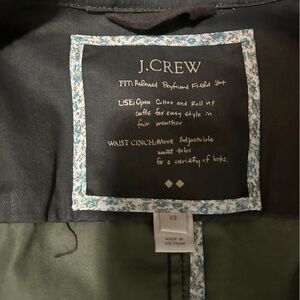 J.CREW
FIT: Relaxed Boyfriend Field Jkt
USE: Open Collar and Roll up
cuffs for easy style in
fair weather
WAIST CINCH: Move Adjustable
waist tabs
for a variety of looks.
XS
MADE IN
VIETNAM